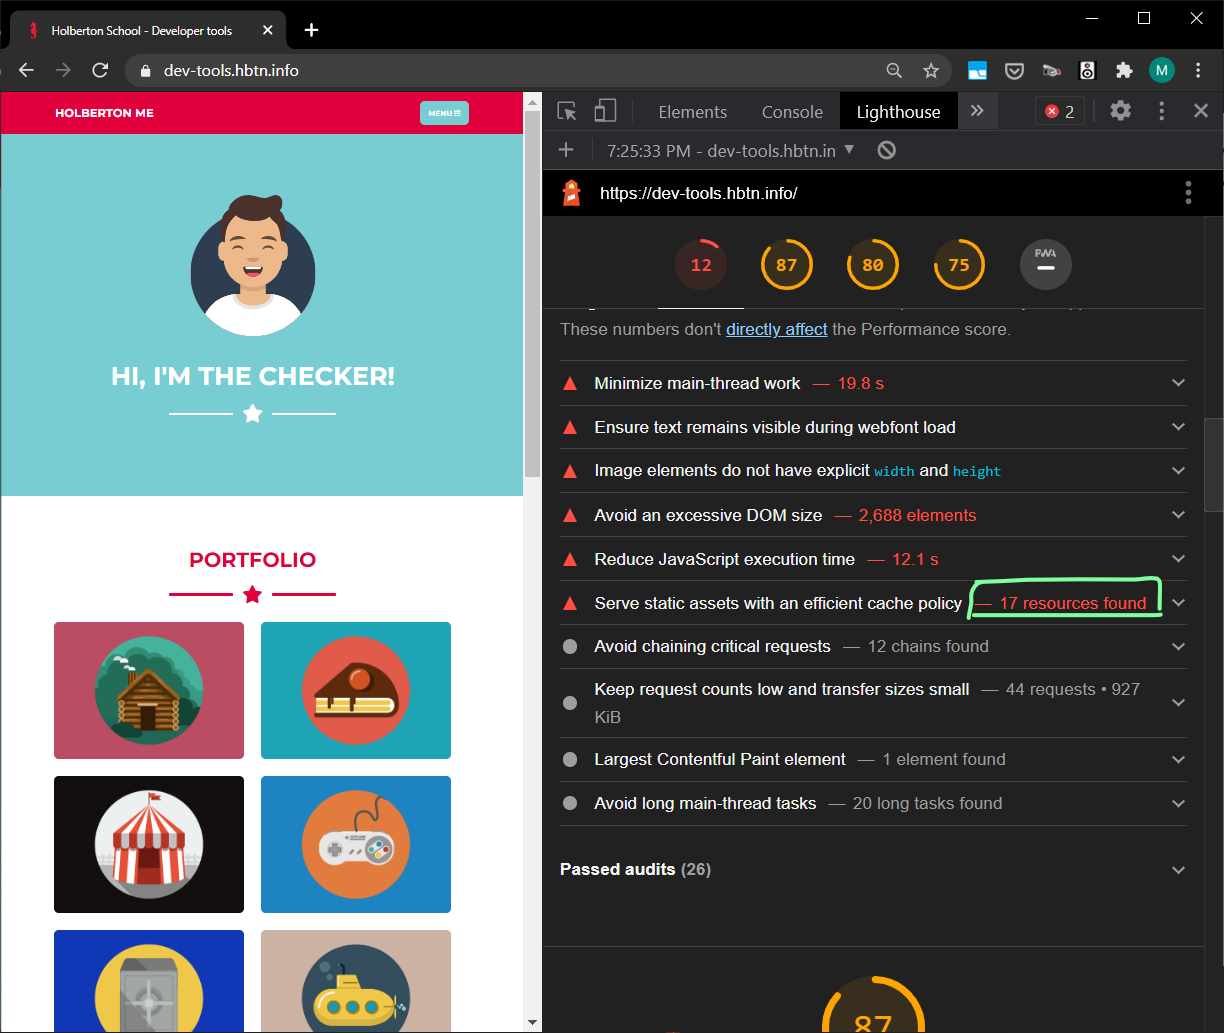 Holberton School - Developer tools
dev-tools.hbtn.info
M
HOLBERTON ME
MENU
HI, I'M THE CHECKER!
PORTFOLIO
Elements
Console
Lighthouse
2
7:25:33 PM - dev-tools.hbtn.in
https://dev-tools.hbtn.info/
12
87
80
75
PWA
These numbers don't directly affect the Performance score.
Minimize main-thread work — 19.8 s
Ensure text remains visible during webfont load
Image elements do not have explicit width and height
Avoid an excessive DOM size — 2,688 elements
Reduce JavaScript execution time — 12.1 s
Serve static assets with an efficient cache policy — 17 resources found
Avoid chaining critical requests — 12 chains found
Keep request counts low and transfer sizes small — 44 requests • 927
KiB
Largest Contentful Paint element — 1 element found
Avoid long main-thread tasks — 20 long tasks found
Passed audits (26)
87